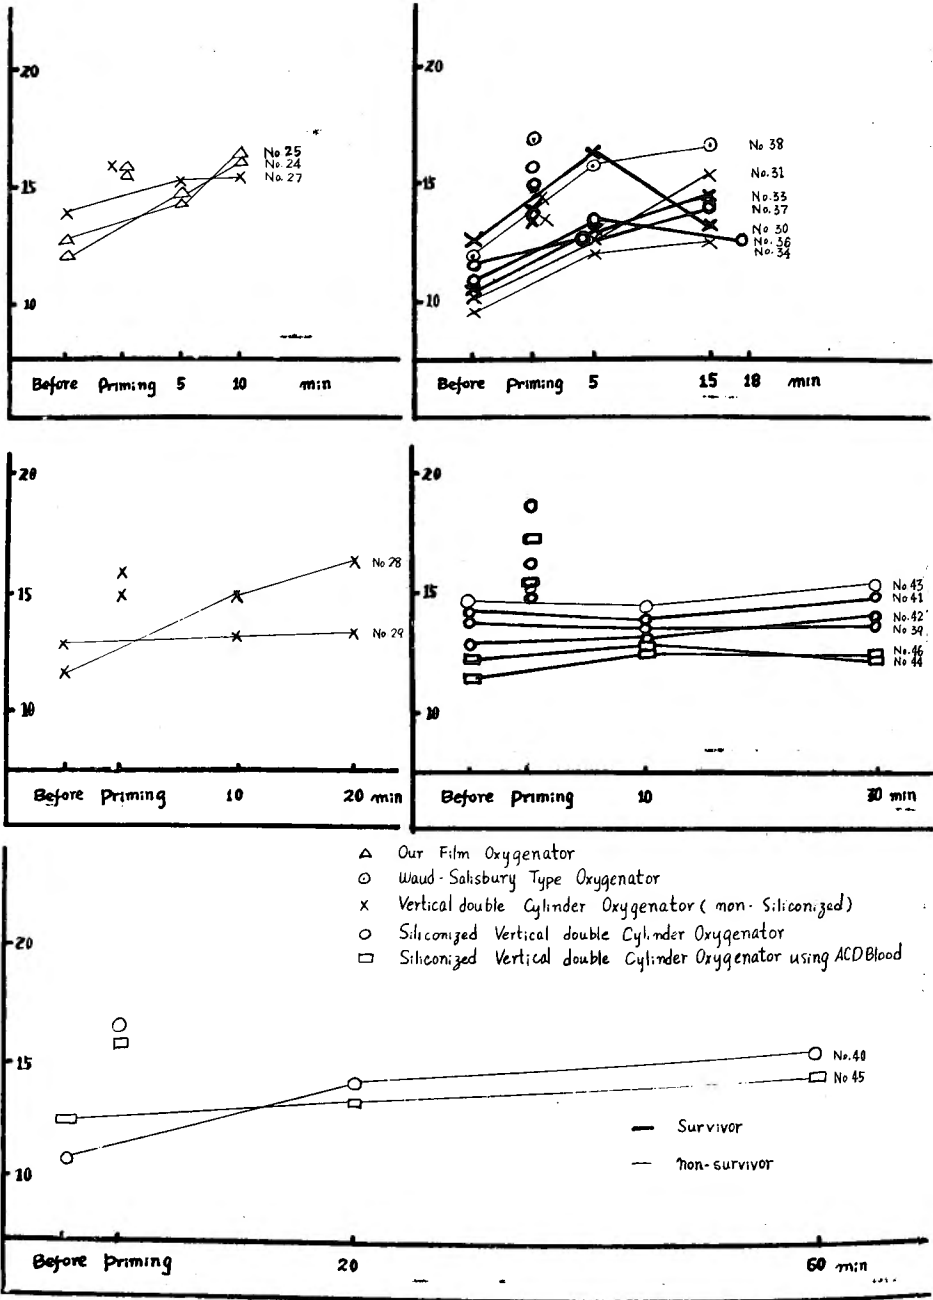 20
15
10
No 25
No. 24
No. 27
Before Priming 5 10 min
20
15
10
No 38
No. 31
No. 33
No. 37
No 30
No. 36
No. 34
Before Priming 5 15 18 min
20
15
10
No 28
No 29
Before Priming 10 20 min
20
15
10
No 43
No 41
No. 42
No 39
No. 46
No 44
Before Priming 10 30 min
△ Our Film Oxygenator
⊙ Waud-Salisbury Type Oxygenator
x Vertical double Cylinder Oxygenator (non-Siliconized)
○ Siliconized Vertical double Cylinder Oxygenator
□ Siliconized Vertical double Cylinder Oxygenator using ACD Blood
20
15
10
No. 40
No 45
— Survivor
— non-survivor
Before Priming 20 60 min